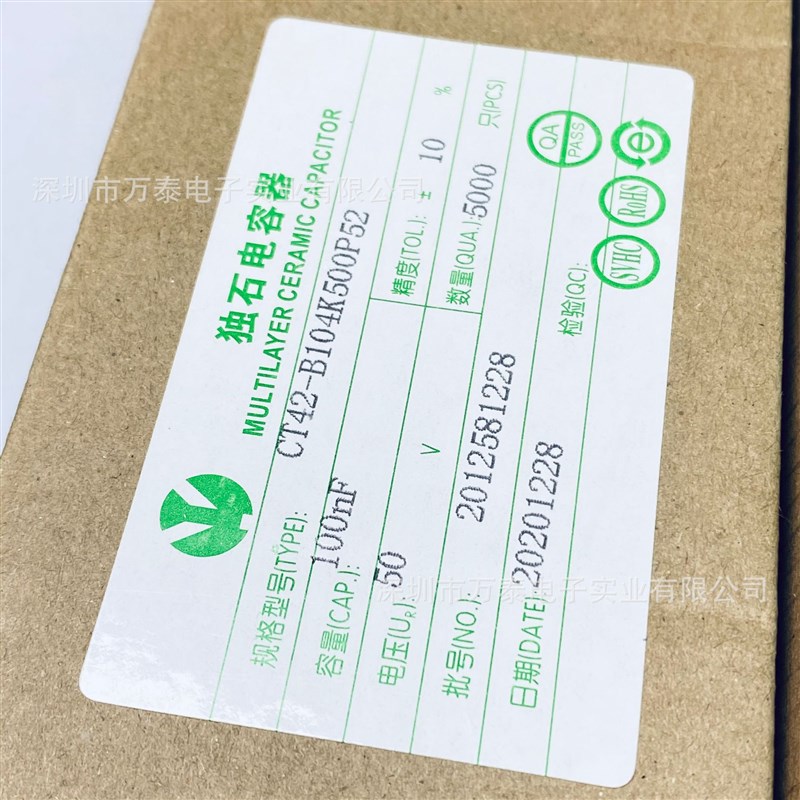 独石电容器
MULTILAYER CERAMIC CAPACITOR
规格型号(TYPE): CT42-B104K500P52
容量(CAP.): 100nF 精度(TOL): ± 10 %
电压(UR): 50 V 数量(QUA.): 5000 只(PCS)
批号(NO.): 2012581228
日期(DATE) 20201228 检验(QC):
QA PASS
e
SVHC RoHS
深圳市万泰电子实业有限公司
深圳市万泰电子实业有限公司